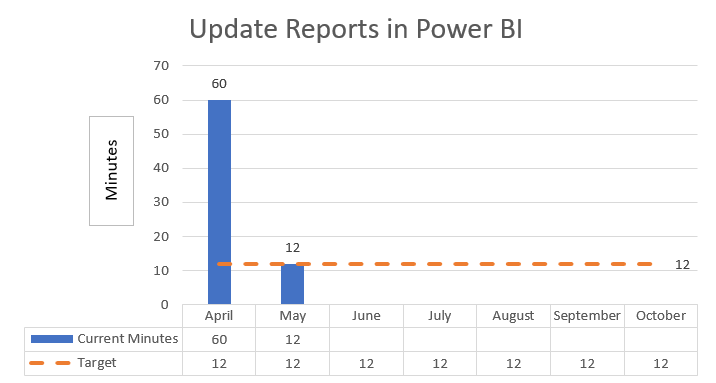 Update Reports in Power BI
70
60
60
50
Minutes
40
30
20
12
10
12
0
April May June July August September October
Current Minutes 60 12
Target 12 12 12 12 12 12 12